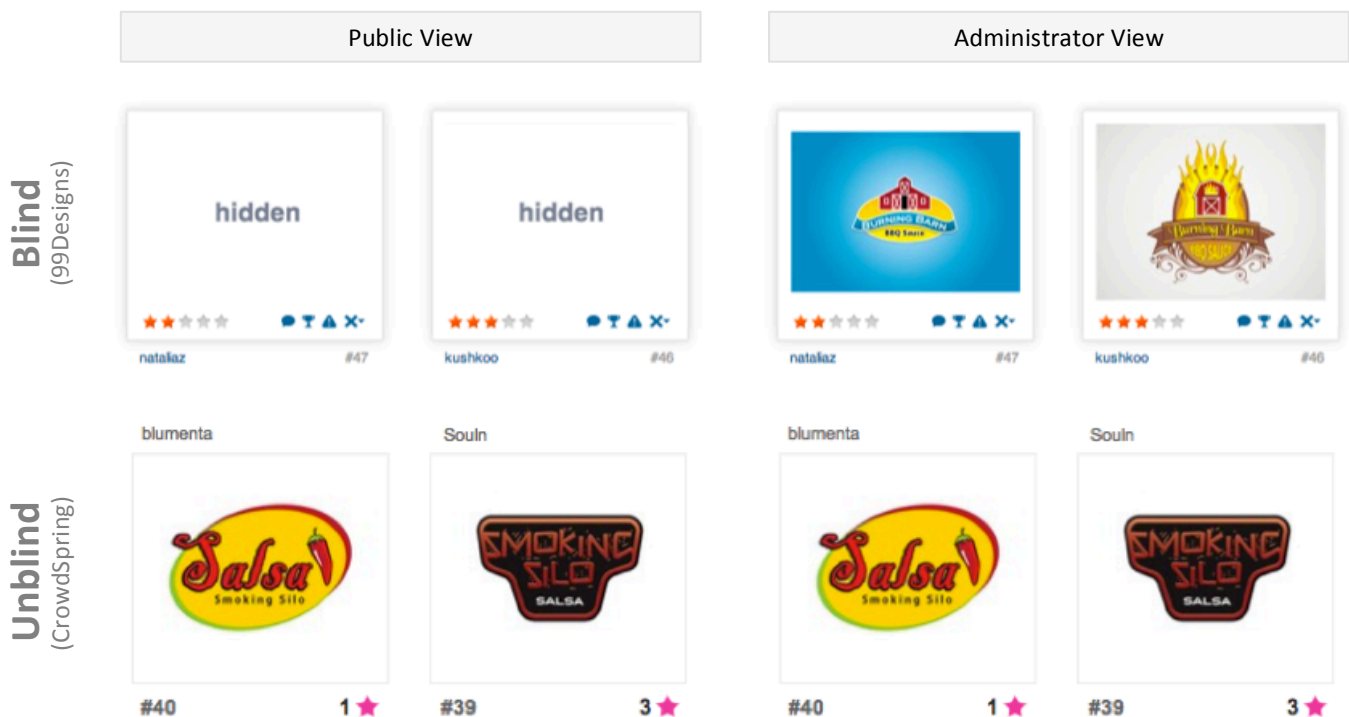 Public View
Administrator View
Blind
(99Designs)
hidden
hidden
BURNING BARN
BBQ Sauce
Burning Barn
BBQ SAUCE
nataliaz #47
kushkoo #46
nataliaz #47
kushkoo #46
Unblind
(CrowdSpring)
blumenta
Souln
blumenta
Souln
Salsa
Smoking Silo
SMOKING
SILO
SALSA
Salsa
Smoking Silo
SMOKING
SILO
SALSA
#40 1
#39 3
#40 1
#39 3